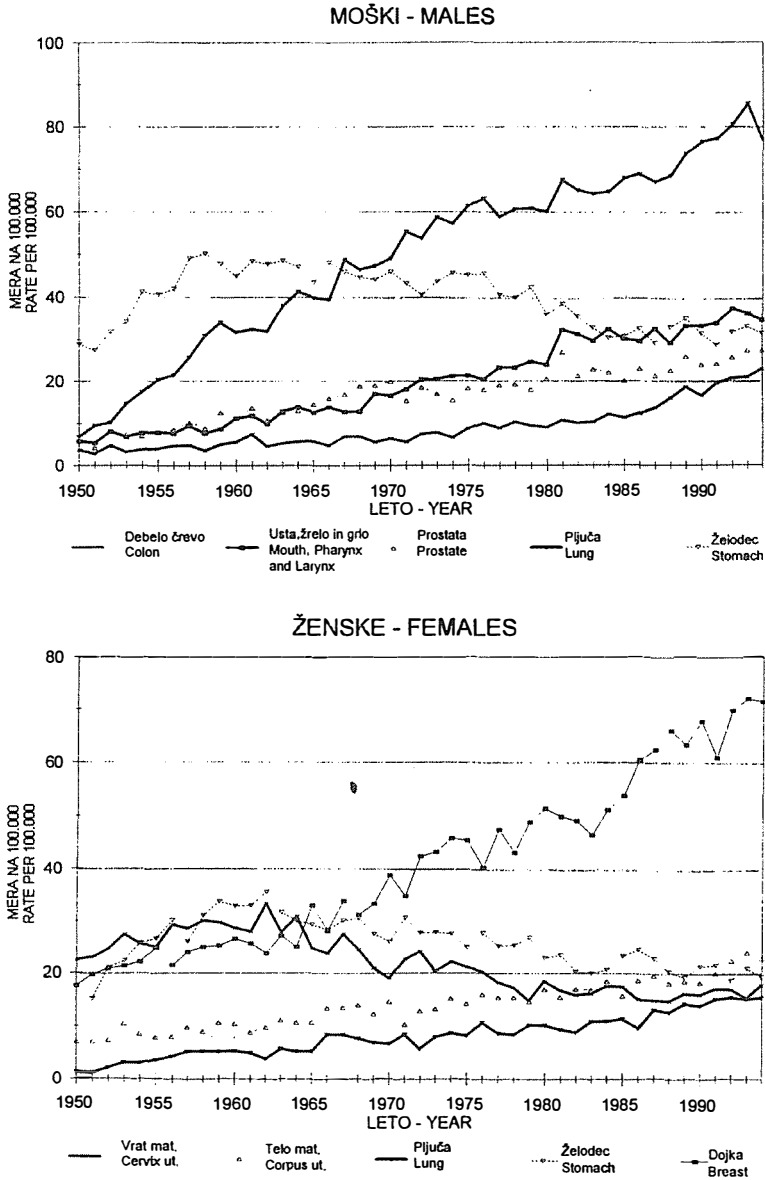 MOŠKI - MALES
MERA NA 100.000
RATE PER 100.000
100
80
60
40
20
0
1950
1955
1960
1965
1970
1975
1980
1985
1990
LETO - YEAR
Debelo črevo
Colon
Usta,žrelo in grlo
Mouth, Pharynx
and Larynx
Prostata
Prostate
Pljuča
Lung
Želodec
Stomach
ŽENSKE - FEMALES
MERA NA 100.000
RATE PER 100.000
80
60
40
20
0
1950
1955
1960
1965
1970
1975
1980
1985
1990
LETO - YEAR
Vrat mat.
Cervix ut.
Telo mat.
Corpus ut.
Pljuča
Lung
Želodec
Stomach
Dojka
Breast